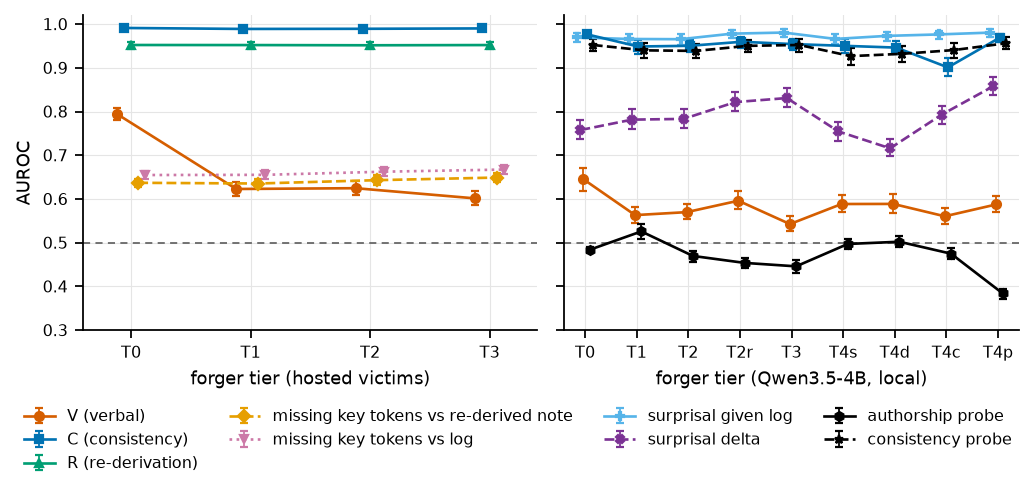 AUROC
1.0
0.9
0.8
0.7
0.6
0.5
0.4
0.3
T0 T1 T2 T3
forger tier (hosted victims)
T0 T1 T2 T2r T3 T4s T4d T4c T4p
forger tier (Qwen3.5-4B, local)
V (verbal)
C (consistency)
R (re-derivation)
missing key tokens vs re-derived note
missing key tokens vs log
surprisal given log
surprisal delta
authorship probe
consistency probe